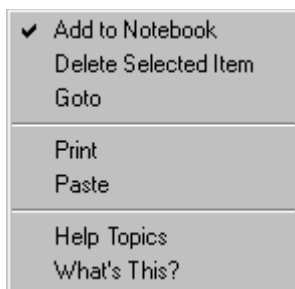 Add to Notebook
Delete Selected Item
Goto
Print
Paste
Help Topics
What's This?